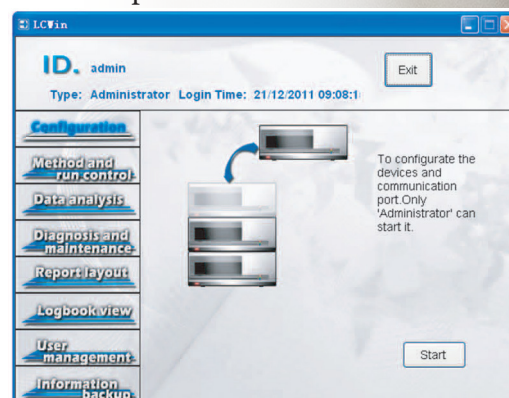 LCWin
ID. admin
Exit
Type: Administrator Login Time: 21/12/2011 09:08:1
Configuration
Method and
run control
Data analysis
Diagnosis and
maintenance
Report layout
Logbook view
User
management
Information
backup
To configurate the
devices and
communication
port.Only
'Administrator' can
start it.
Start